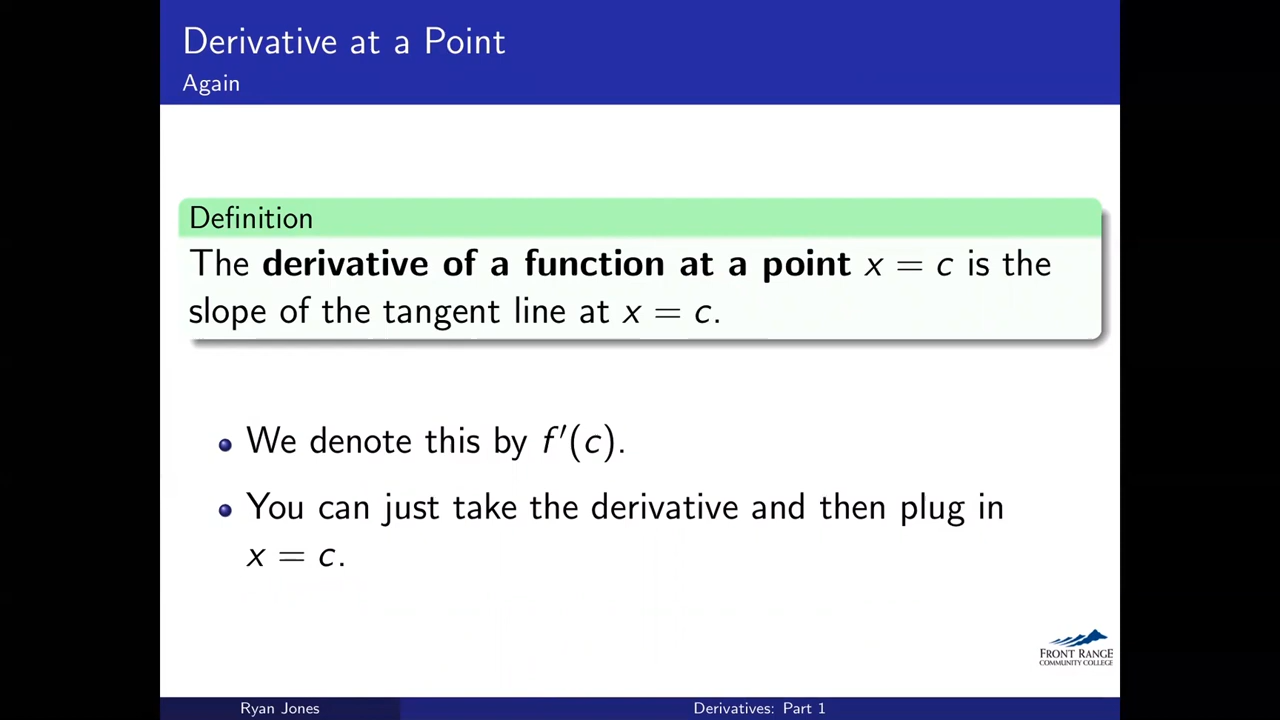 Derivative at a Point
Again
Definition
The derivative of a function at a point x = c is the
slope of the tangent line at x = c.
We denote this by f′(c).
You can just take the derivative and then plug in
x = c.
FRONT RANGE
COMMUNITY COLLEGE
Ryan Jones
Derivatives: Part 1